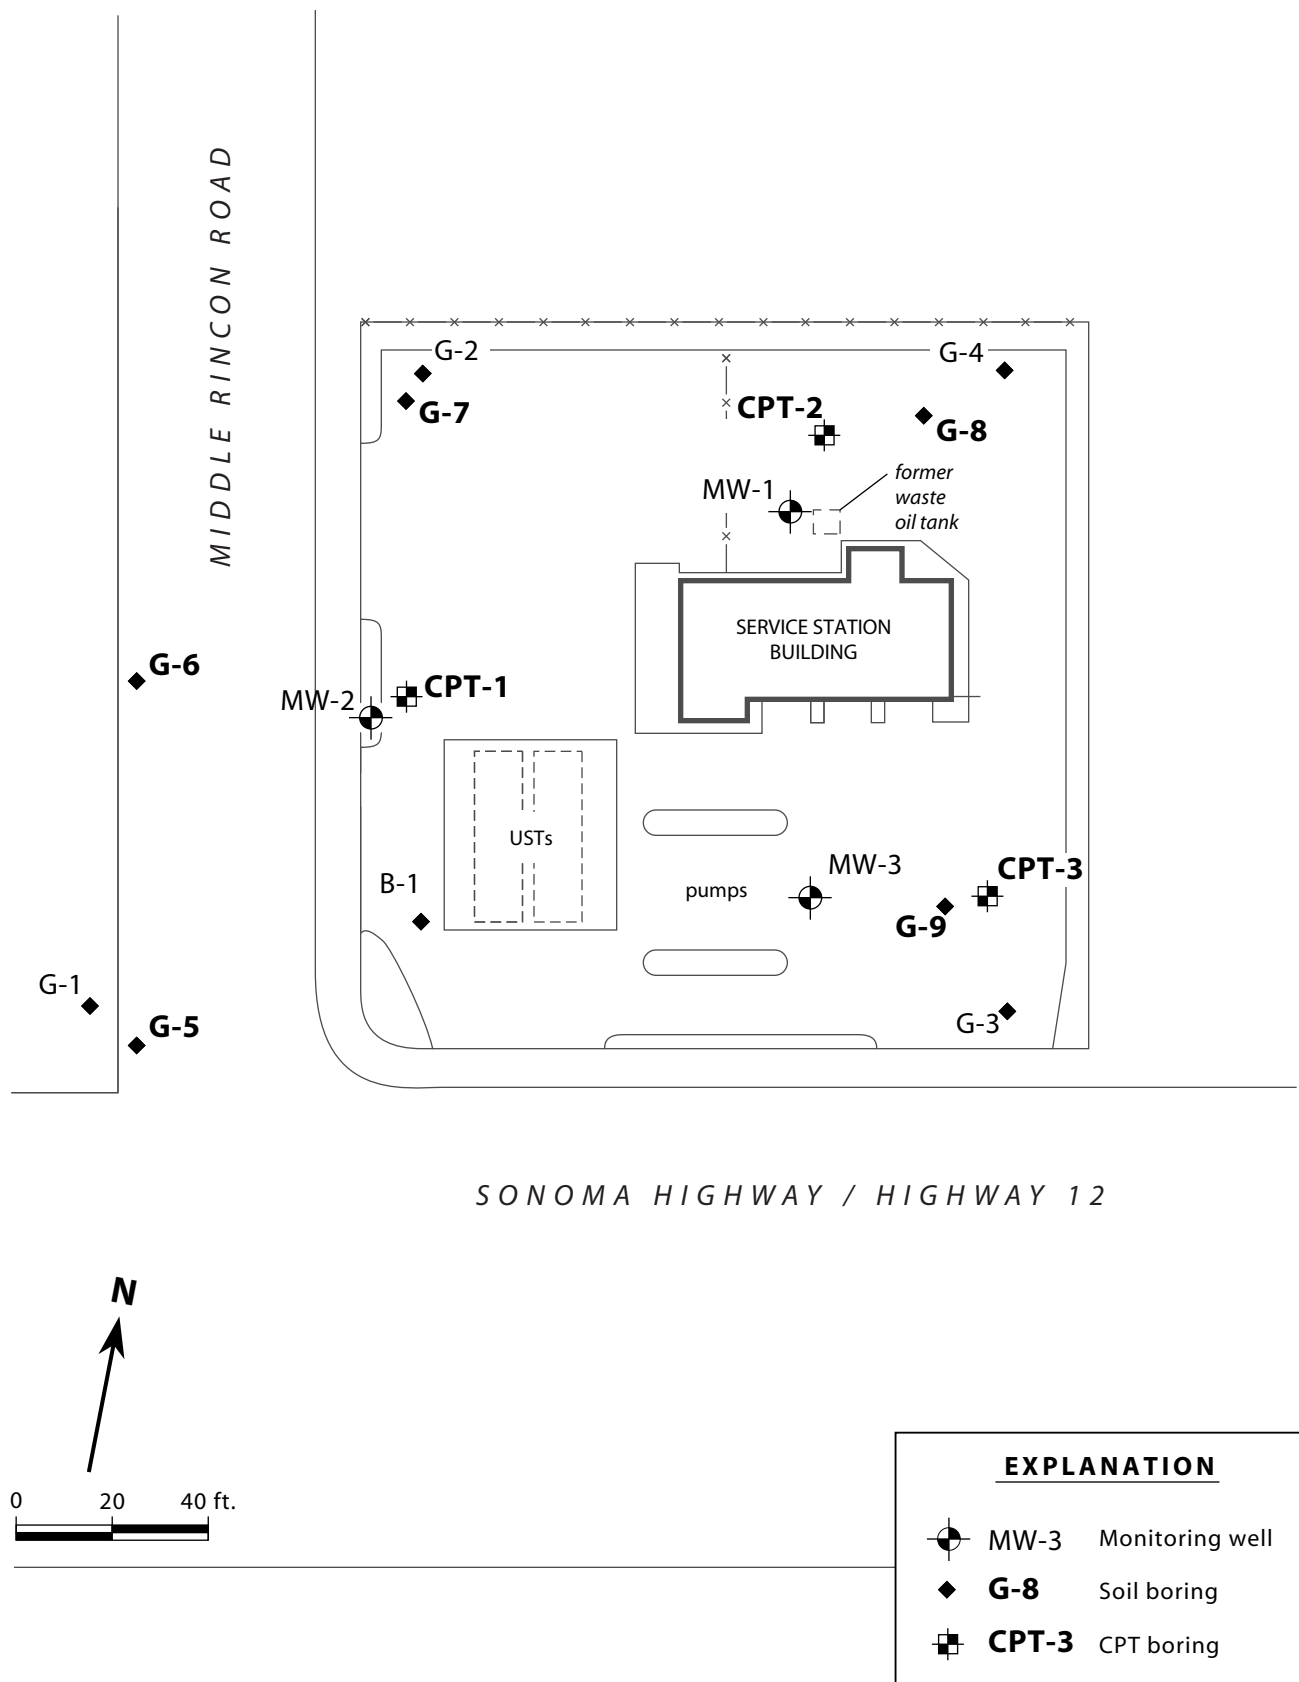 MIDDLE RINCON ROAD
G-2
G-4
G-7
CPT-2
G-8
MW-1
former
waste
oil tank
SERVICE STATION
BUILDING
G-6
CPT-1
MW-2
USTs
MW-3
CPT-3
B-1
pumps
G-9
G-1
G-3
G-5
SONOMA HIGHWAY / HIGHWAY 12
N
0 20 40 ft.
EXPLANATION
MW-3 Monitoring well
G-8 Soil boring
CPT-3 CPT boring